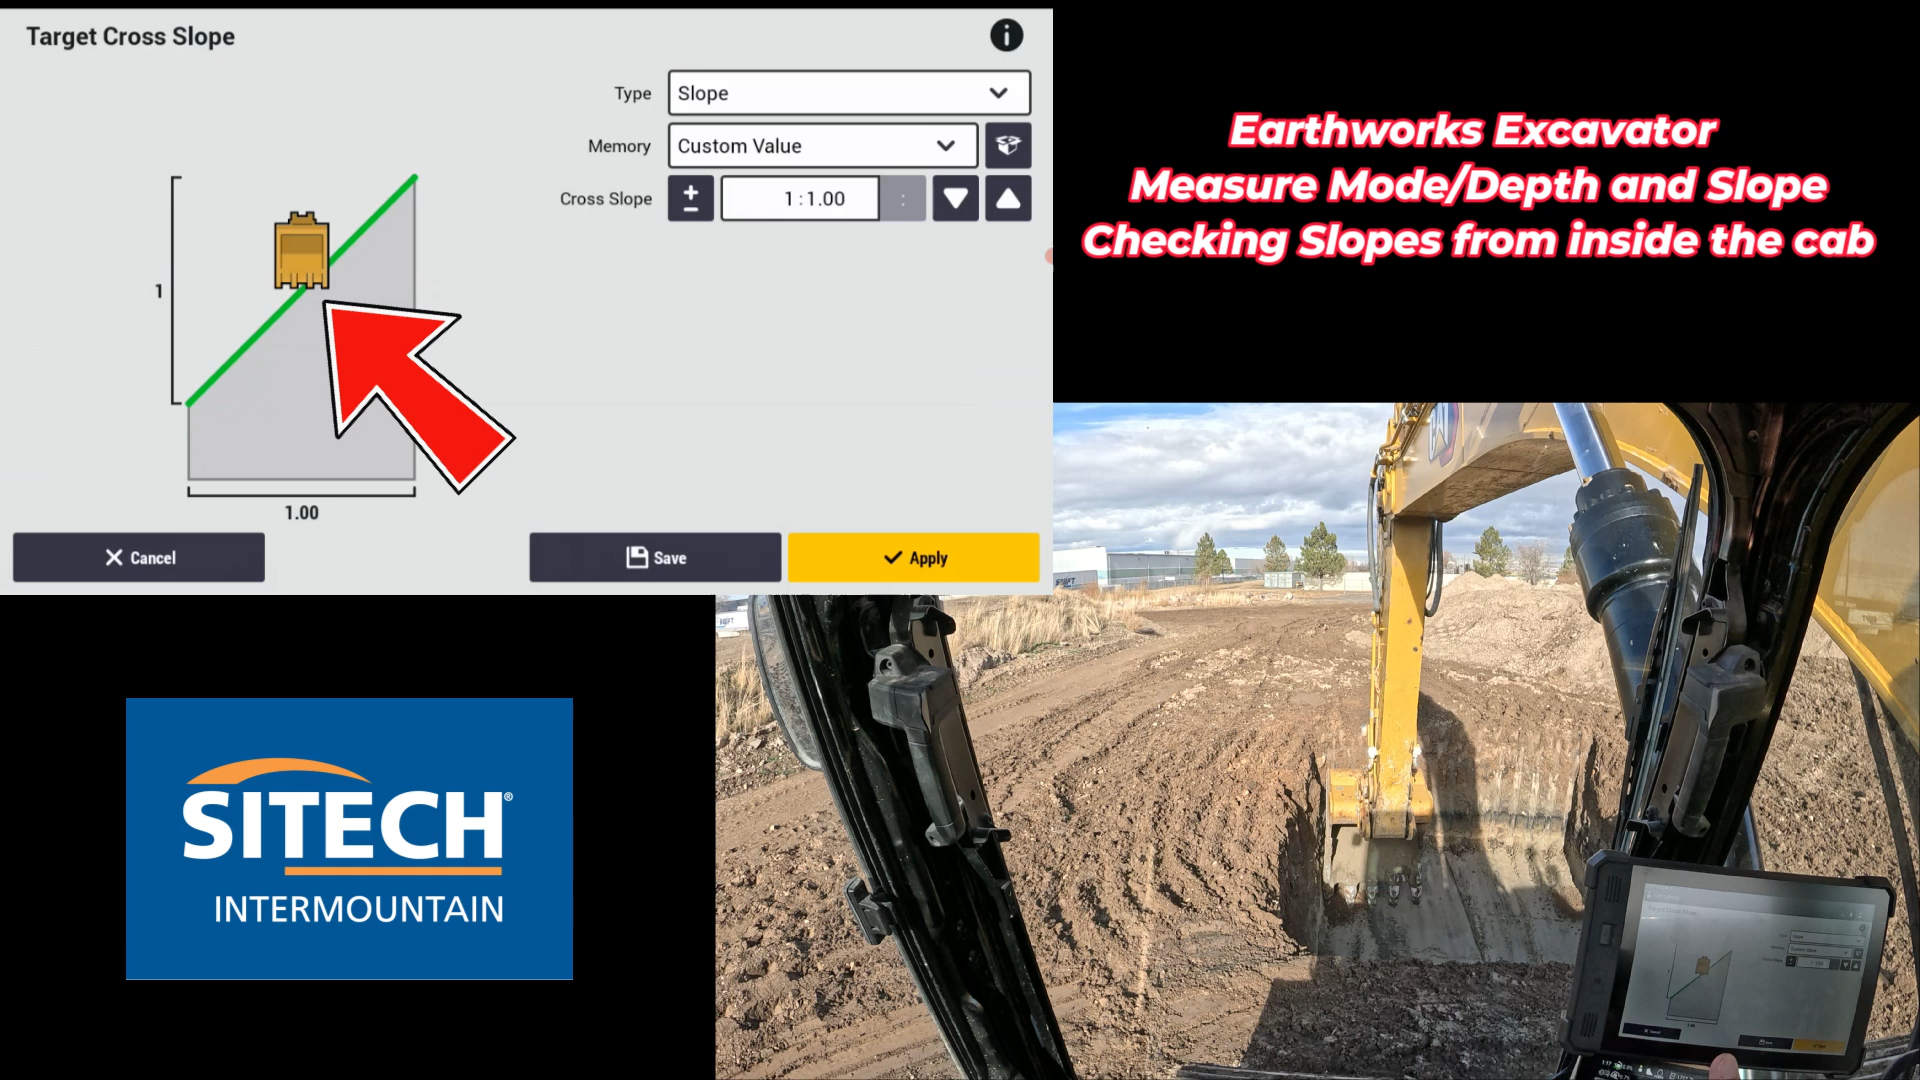 Target Cross Slope
Type
Slope
Memory
Custom Value
Cross Slope
1:1.00
:
1
1.00
Cancel
Save
Apply
Earthworks Excavator
Measure Mode/Depth and Slope
Checking Slopes from inside the cab
SITECH®
INTERMOUNTAIN
SWIFT